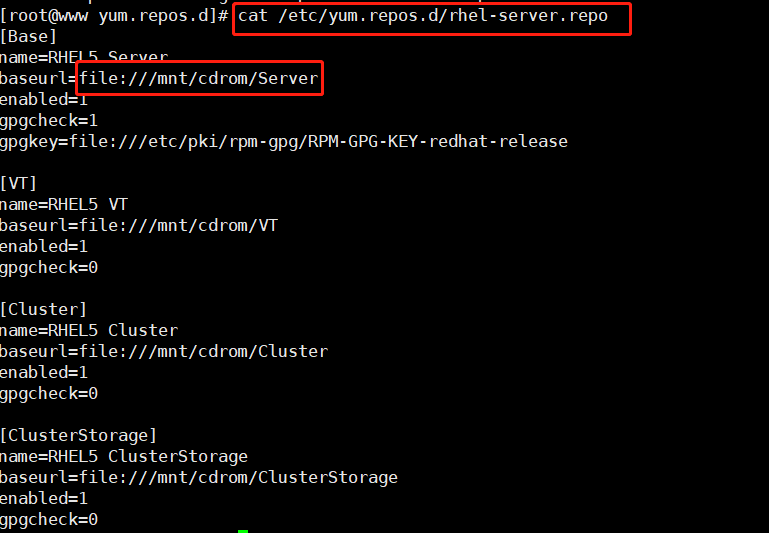 [root@www yum.repos.d]# cat /etc/yum.repos.d/rhel-server.repo
[Base]
name=RHEL5 Server
baseurl=file:///mnt/cdrom/Server
enabled=1
gpgcheck=1
gpgkey=file:///etc/pki/rpm-gpg/RPM-GPG-KEY-redhat-release
[VT]
name=RHEL5 VT
baseurl=file:///mnt/cdrom/VT
enabled=1
gpgcheck=0
[Cluster]
name=RHEL5 Cluster
baseurl=file:///mnt/cdrom/Cluster
enabled=1
gpgcheck=0
[ClusterStorage]
name=RHEL5 ClusterStorage
baseurl=file:///mnt/cdrom/ClusterStorage
enabled=1
gpgcheck=0